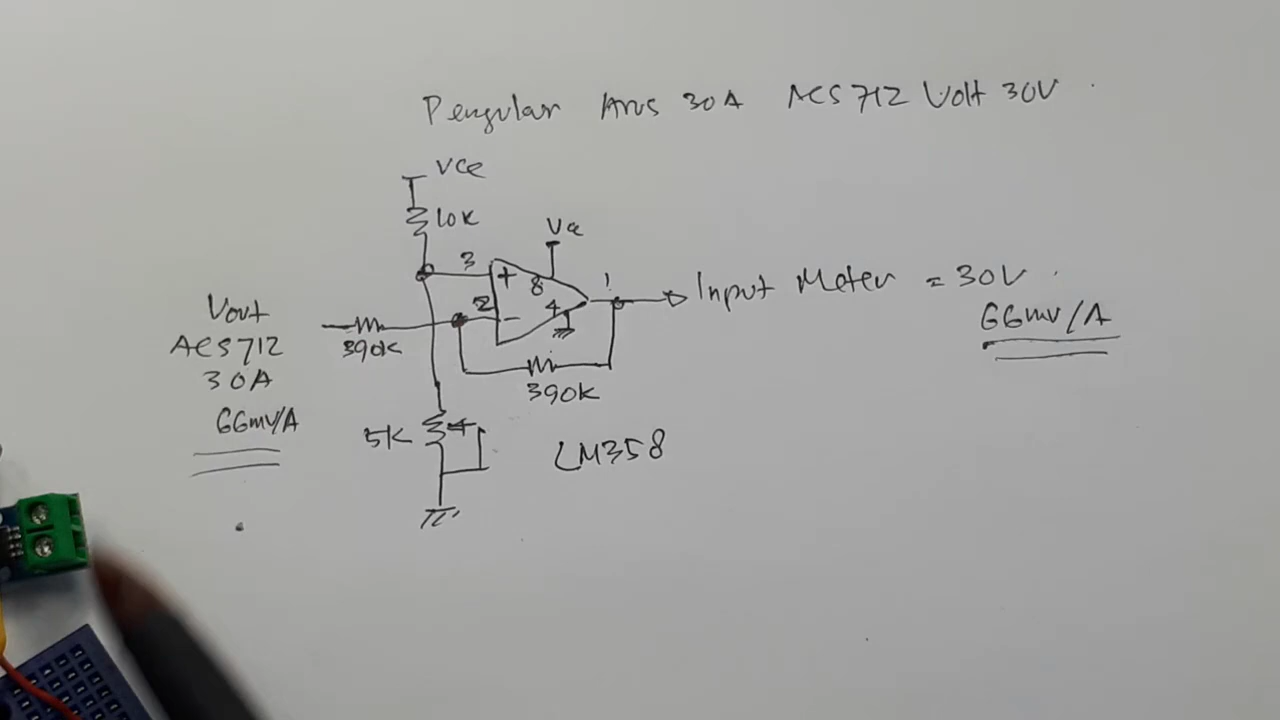 Pengular Arus 30A ACS712 Volt 30V
Vcc
10K
Vcc
3
+
8
1
2
-
4
Input Meter = 30V
66mv/A
Vout
ACS712
30A
66mv/A
390K
390K
5K
LM358